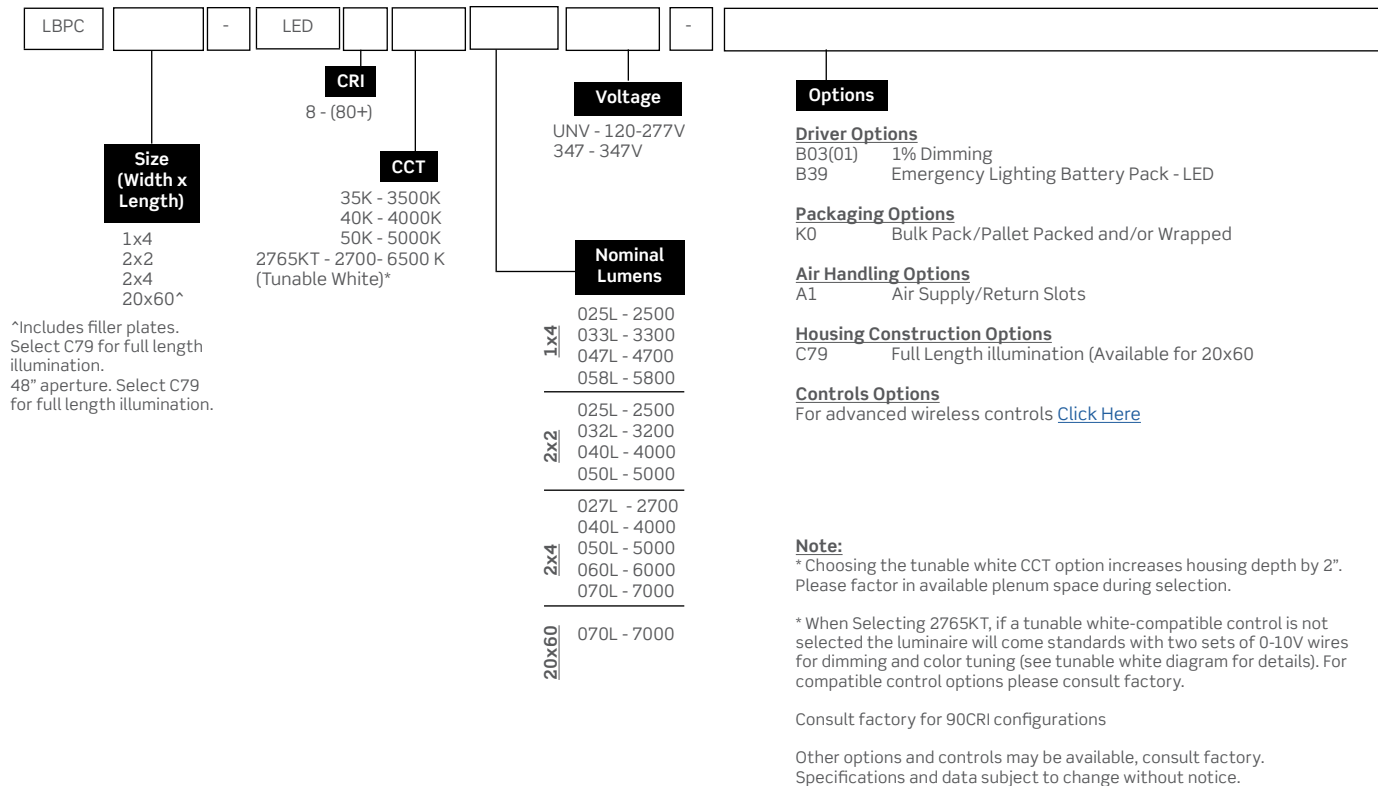 LBPC - LED -
CRI
8 - (80+)
Size
(Width x
Length)
1x4
2x2
2x4
20x60^
^Includes filler plates.
Select C79 for full length
illumination.
48” aperture. Select C79
for full length illumination.
CCT
35K - 3500K
40K - 4000K
50K - 5000K
2765KT - 2700- 6500 K
(Tunable White)*
Nominal
Lumens
1x4
025L - 2500
033L - 3300
047L - 4700
058L - 5800
2x2
025L - 2500
032L - 3200
040L - 4000
050L - 5000
2x4
027L - 2700
040L - 4000
050L - 5000
060L - 6000
070L - 7000
20x60
070L - 7000
Voltage
UNV - 120-277V
347 - 347V
Options
Driver Options
B03(01) 1% Dimming
B39 Emergency Lighting Battery Pack - LED
Packaging Options
K0 Bulk Pack/Pallet Packed and/or Wrapped
Air Handling Options
A1 Air Supply/Return Slots
Housing Construction Options
C79 Full Length illumination (Available for 20x60
Controls Options
For advanced wireless controls Click Here
Note:
* Choosing the tunable white CCT option increases housing depth by 2”.
Please factor in available plenum space during selection.
* When Selecting 2765KT, if a tunable white-compatible control is not
selected the luminaire will come standards with two sets of 0-10V wires
for dimming and color tuning (see tunable white diagram for details). For
compatible control options please consult factory.
Consult factory for 90CRI configurations
Other options and controls may be available, consult factory.
Specifications and data subject to change without notice.